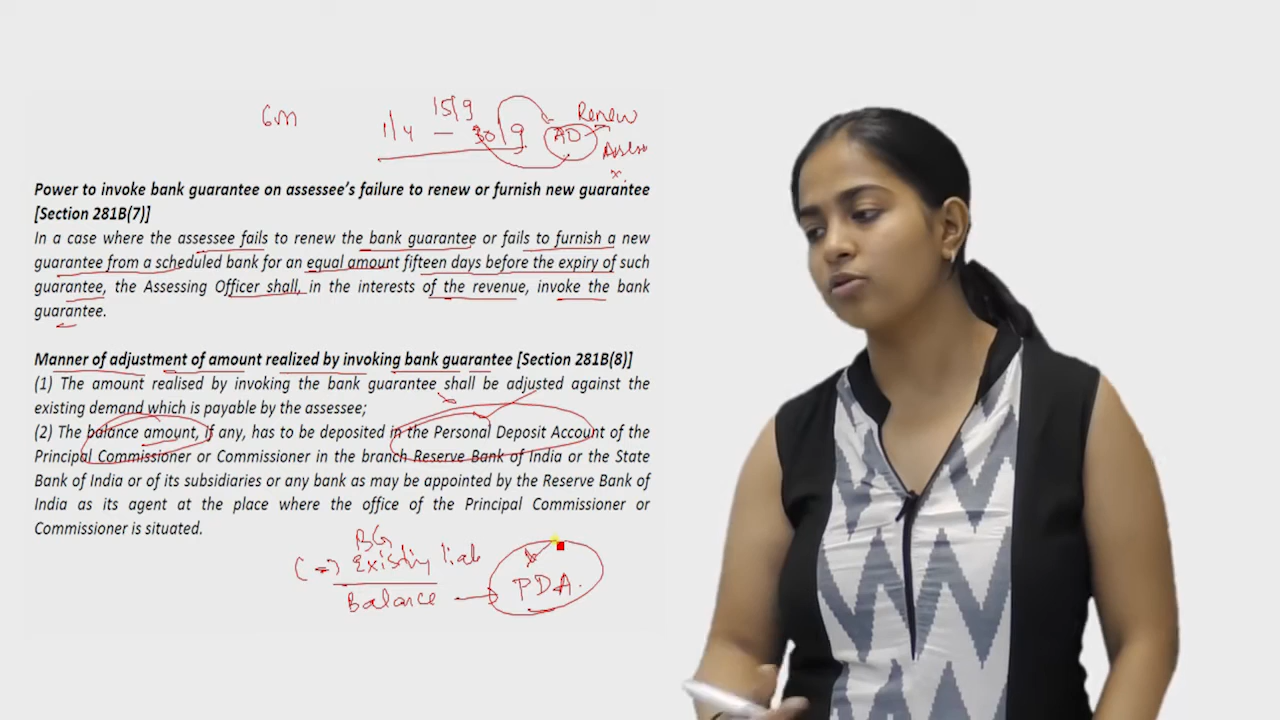 6m
15/9
1/4 — 30/9 AO Renew
Power to invoke bank guarantee on assessee's failure to renew or furnish new guarantee
[Section 281B(7)]
In a case where the assessee fails to renew the bank guarantee or fails to furnish a new
guarantee from a scheduled bank for an equal amount fifteen days before the expiry of such
guarantee, the Assessing Officer shall, in the interests of the revenue, invoke the bank
guarantee.
Manner of adjustment of amount realized by invoking bank guarantee [Section 281B(8)]
(1) The amount realised by invoking the bank guarantee shall be adjusted against the
existing demand which is payable by the assessee;
(2) The balance amount, if any, has to be deposited in the Personal Deposit Account of the
Principal Commissioner or Commissioner in the branch Reserve Bank of India or the State
Bank of India or of its subsidiaries or any bank as may be appointed by the Reserve Bank of
India as its agent at the place where the office of the Principal Commissioner or
Commissioner is situated.
BG
(-) Existing liab
Balance
PDA.